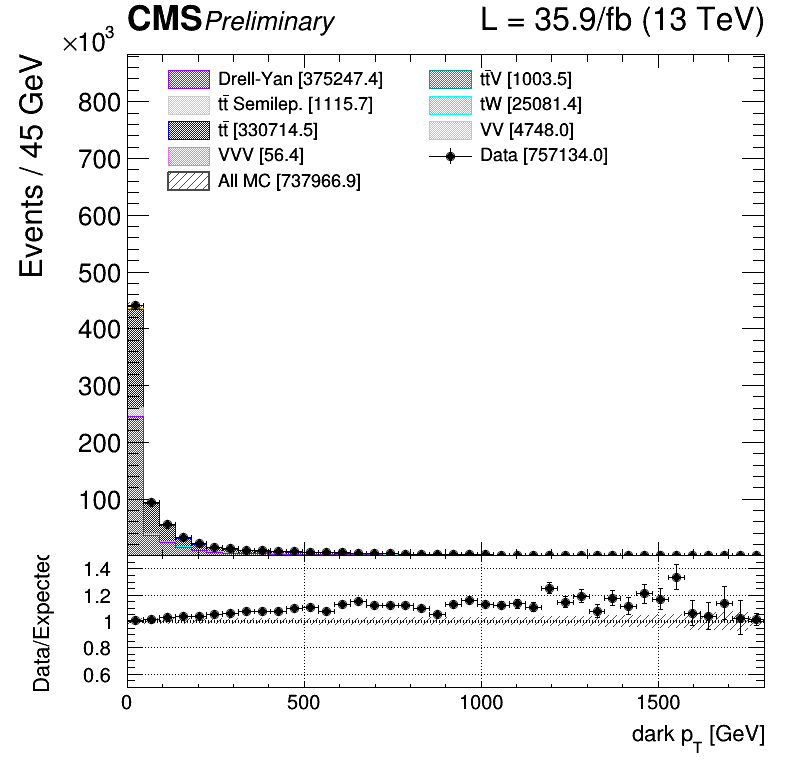 CMS Preliminary L = 35.9/fb (13 TeV)
×10³
Events / 45 GeV
Drell-Yan [375247.4]
tt̄ Semilep. [1115.7]
tt̄ [330714.5]
VVV [56.4]
All MC [737966.9]
tt̄V [1003.5]
tW [25081.4]
VV [4748.0]
Data [757134.0]
800
700
600
500
400
300
200
100
Data/Expected
1.4
1.2
1
0.8
0.6
0 500 1000 1500
dark p_T [GeV]